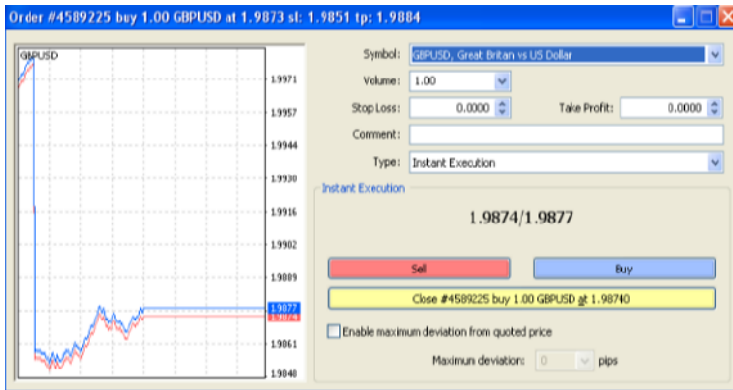 Order #4589225 buy 1.00 GBPUSD at 1.9873 sl: 1.9851 tp: 1.9884
GBPUSD
1.9971
1.9957
1.9944
1.9930
1.9916
1.9902
1.9889
1.9877
1.9874
1.9861
1.9848
Symbol: GBPUSD, Great Britan vs US Dollar
Volume: 1.00
Stop Loss: 0.0000 Take Profit: 0.0000
Comment:
Type: Instant Execution
Instant Execution
1.9874/1.9877
Sell Buy
Close #4589225 buy 1.00 GBPUSD at 1.98740
Enable maximum deviation from quoted price
Maximun deviation: 0 pips